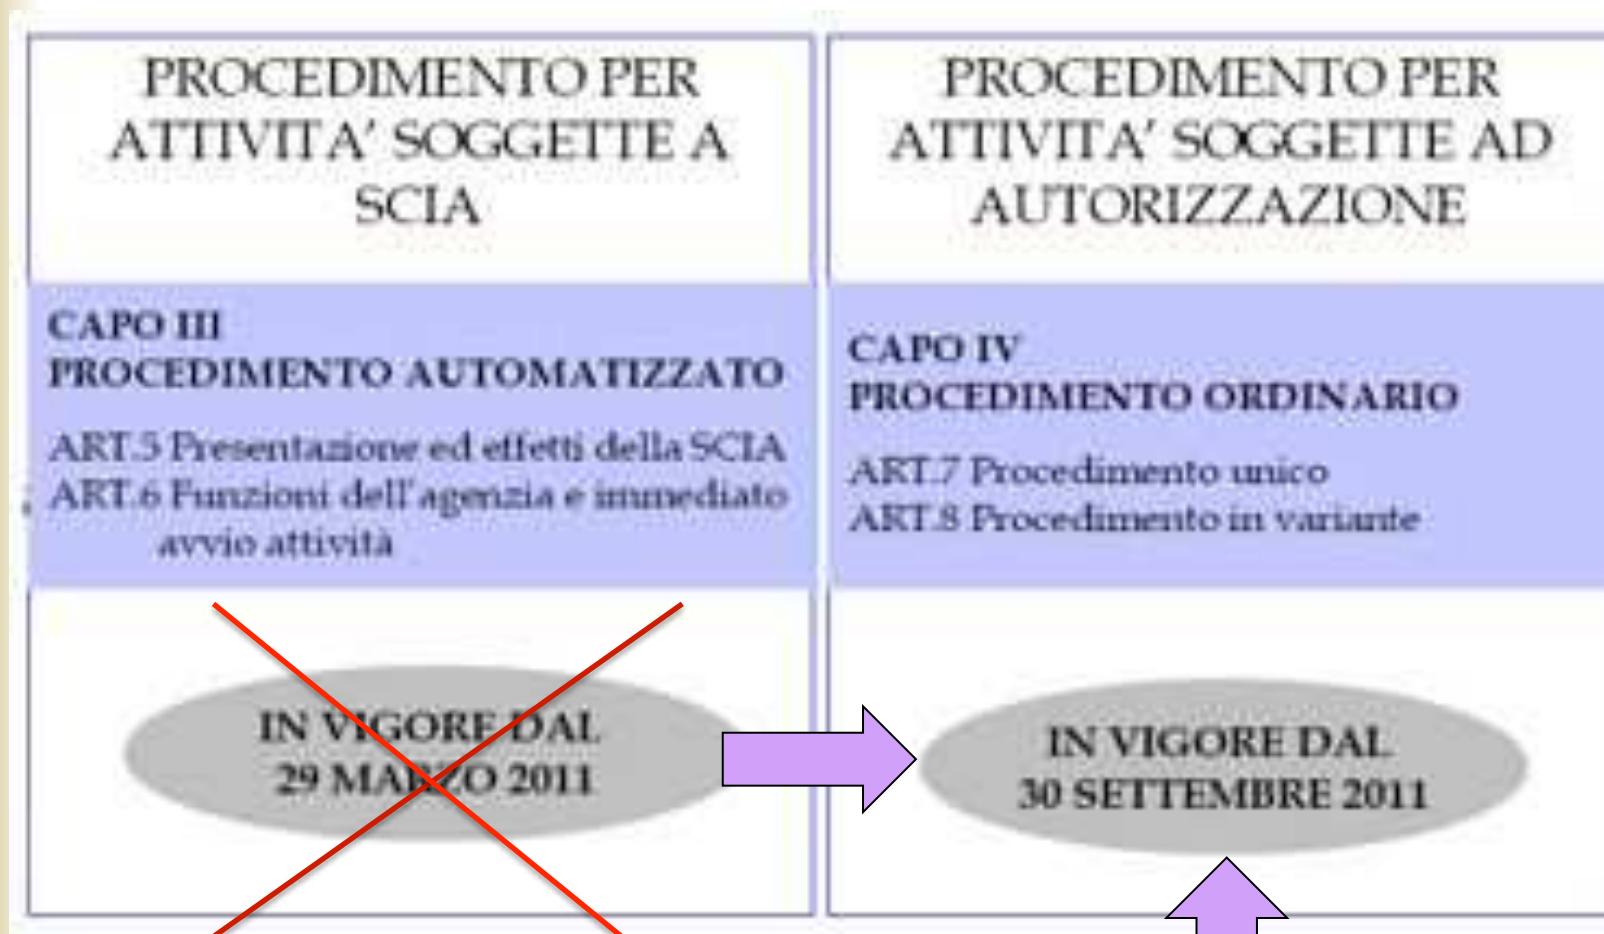 PROCEDIMENTO PER
ATTIVITA’ SOGGETTE A
SCIA
CAPO III
PROCEDIMENTO AUTOMATIZZATO
ART.5 Presentazione ed effetti della SCIA
ART.6 Funzioni dell'agenzia e immediato
avvio attività
IN VIGORE DAL
29 MARZO 2011
PROCEDIMENTO PER
ATTIVITA’ SOGGETTE AD
AUTORIZZAZIONE
CAPO IV
PROCEDIMENTO ORDINARIO
ART.7 Procedimento unico
ART.8 Procedimento in variante
IN VIGORE DAL
30 SETTEMBRE 2011